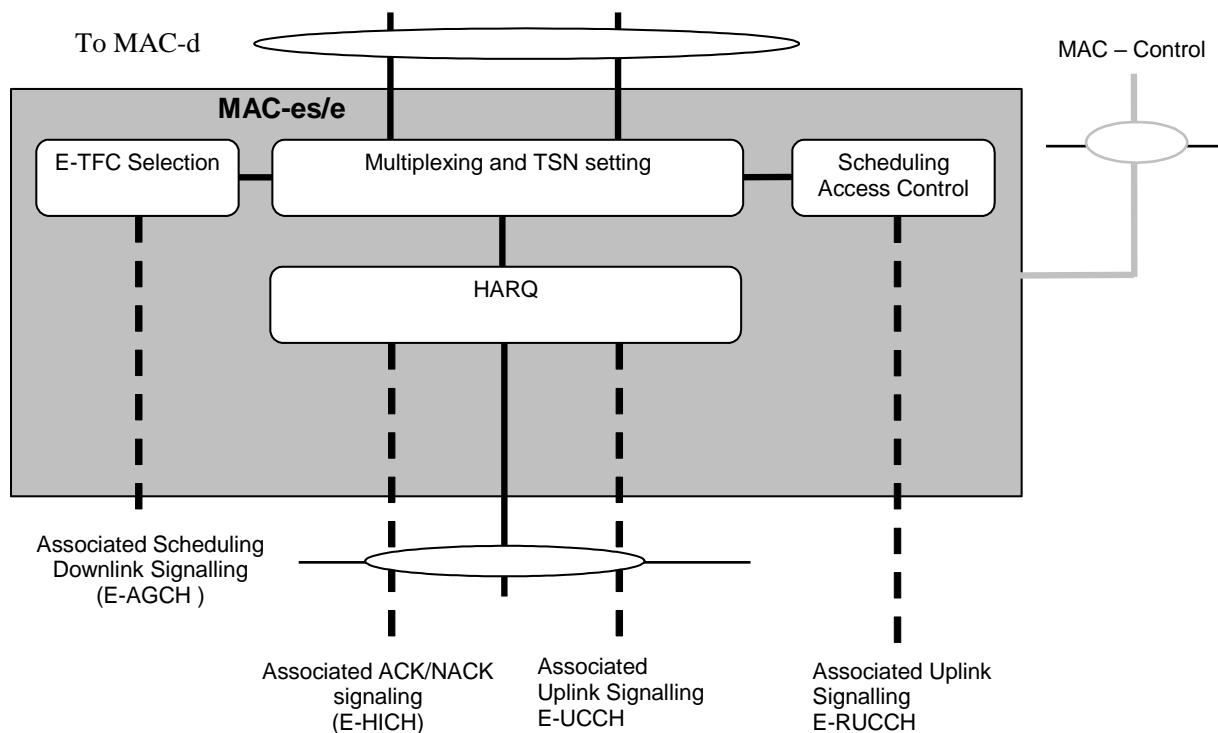 To MAC-d
MAC – Control
MAC-es/e
E-TFC Selection
Multiplexing and TSN setting
Scheduling
Access Control
HARQ
Associated Scheduling
Downlink Signalling
(E-AGCH )
Associated ACK/NACK
signaling
(E-HICH)
Associated
Uplink Signalling
E-UCCH
Associated Uplink
Signalling
E-RUCCH